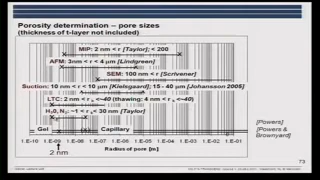 Porosity determination – pore sizes
(thickness of t-layer not included)
MIP: 2 nm < r [Taylor]; < 200
AFM: 3nm < r < 4 µm [Lindgreen]
SEM: 100 nm < r [Scrivener]
Suction: 10 nm < r < 10 µm [Kielsgaard]; 15 - 40 µm [Johansson 2005]
LTC: 2 nm < r < -40) (thawing: 4 nm < r <-40)
H₂0, N₂: ~1 < r < 30 nm [Taylor]
Gel
Capillary
1.E-10 1.E-09 1.E-08 1.E-07 1.E-06 1.E-05 1.E-04 1.E-03 1.E-02 1.E-01
Radius of pore [m]
2 nm
[Powers]
[Powers & Brownyard]
73